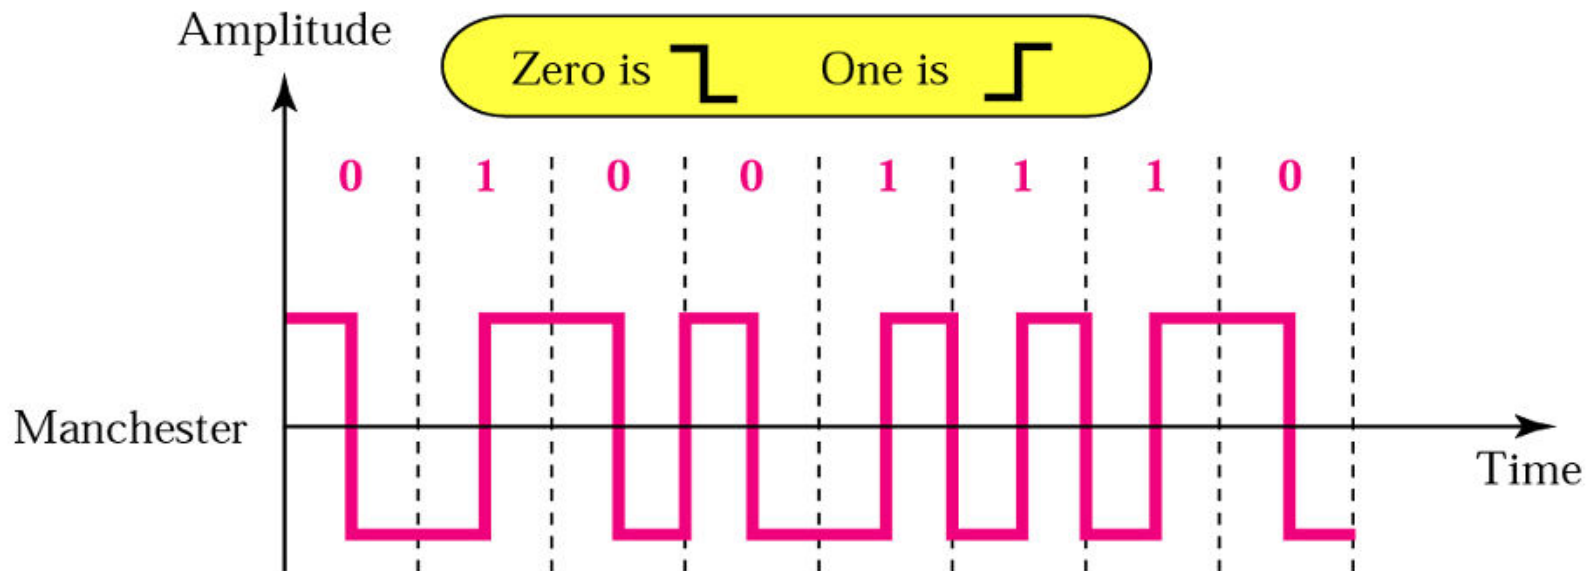 Amplitude
Zero is One is
0 1 0 0 1 1 1 0
Manchester
Time